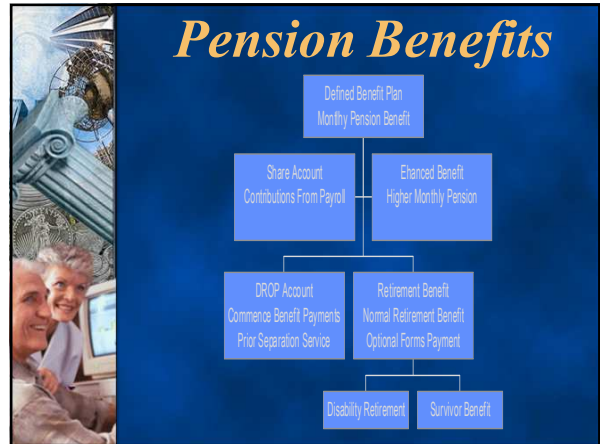 Pension Benefits
Defined Benefit Plan
Monthy Pension Benefit
Share Account
Contributions From Payroll
Ehanced Benefit
Higher Monthly Pension
DROP Account
Commence Benefit Payments
Prior Separation Service
Retirement Benefit
Normal Retirement Benefit
Optional Forms Payment
Disability Retirement
Survivor Benefit